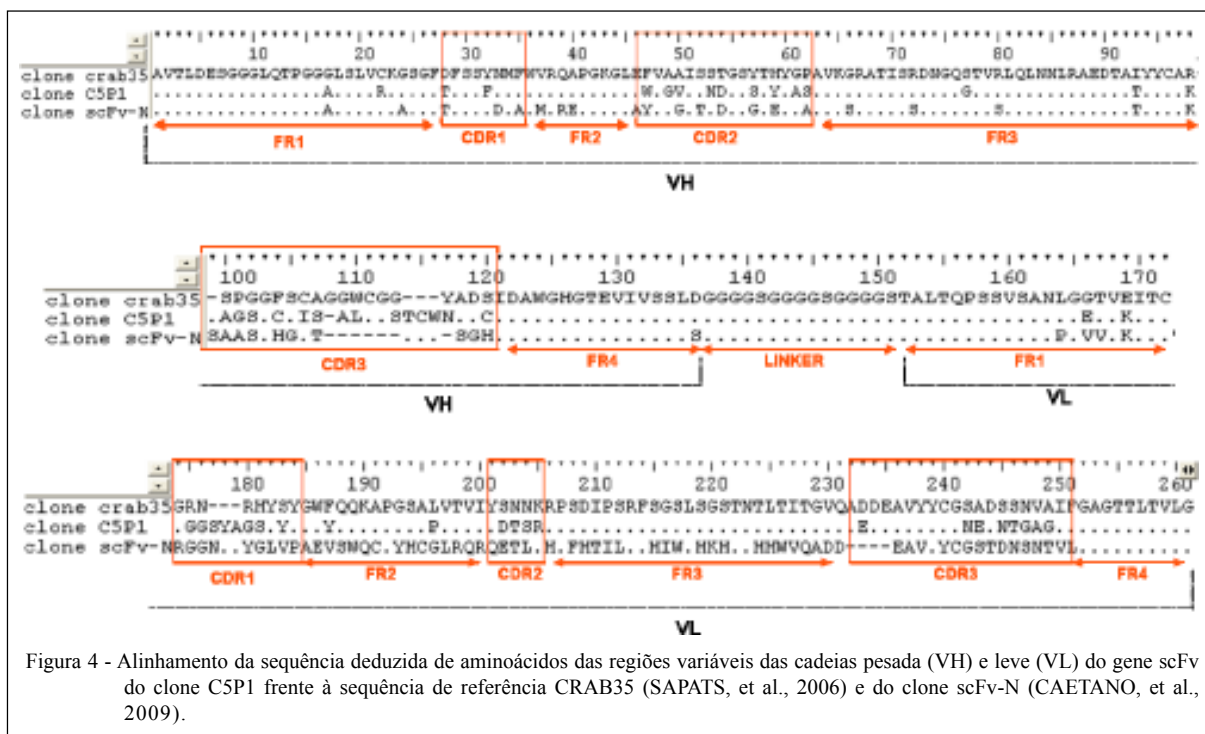 10 20 30 40 50 60 70 80 90
clone crab35 AVTLDESGGGLQTPGGGLSLVCKGSGFDFSSYNMFWVRQAPGKGLEFVAAISSTGSYTHYGPAVKGRATISRDNGQSTVRLQLNNLRAEDTAIYYCAR
clone C5P1 ................A....R.....T...F.............W.GV..ND..S.Y.AS.............G...............T....K
clone scFv-N ................A......A...T....D.A.M.RE.....AY..G.T.D..G.E..A...S.....S.......S............T....K
FR1 CDR1 FR2 CDR2 FR3
VH
100 110 120 130 140 150 160 170
clone crab35 -SPGGFSCAGGWCGG---YADSIDAWGHGTEVIVSSLDGGGGSGGGGSGGGGSTALTQPSSVSANLGGTVEITC
clone C5P1 .AGS.C.IS-AL..STCWN..C.............................................E..K...
clone scFv-N SAAS.HG.T------...-SGH...............S...........................P.VV.K...
CDR3 FR4 LINKER FR1
VH VL
180 190 200 210 220 230 240 250 260
clone crab35 GRN---RHYSYGWFQQKAPGSALVTVIYSNNKRPSDIPSRFSGSLSGSTNTLTITGVQADDEAVYYCGSADSSNVAIFGAGTTLTVLG
clone C5P1 .GGSYAGS.Y...Y.........P.....DTSR..............................E.........NE.NTGAG...........
clone scFv-N RGGN..YGLVPAEVSWQC.YHCGLRQRQETL.H.FHTIL..HIW.HKH..HHWVQADD----EAV.YCGSTDNSNTVL..........
CDR1 FR2 CDR2 FR3 CDR3 FR4
VL
Figura 4 - Alinhamento da sequência deduzida de aminoácidos das regiões variáveis das cadeias pesada (VH) e leve (VL) do gene scFv
do clone C5P1 frente à sequência de referência CRAB35 (SAPATS, et al., 2006) e do clone scFv-N (CAETANO, et al.,
2009).